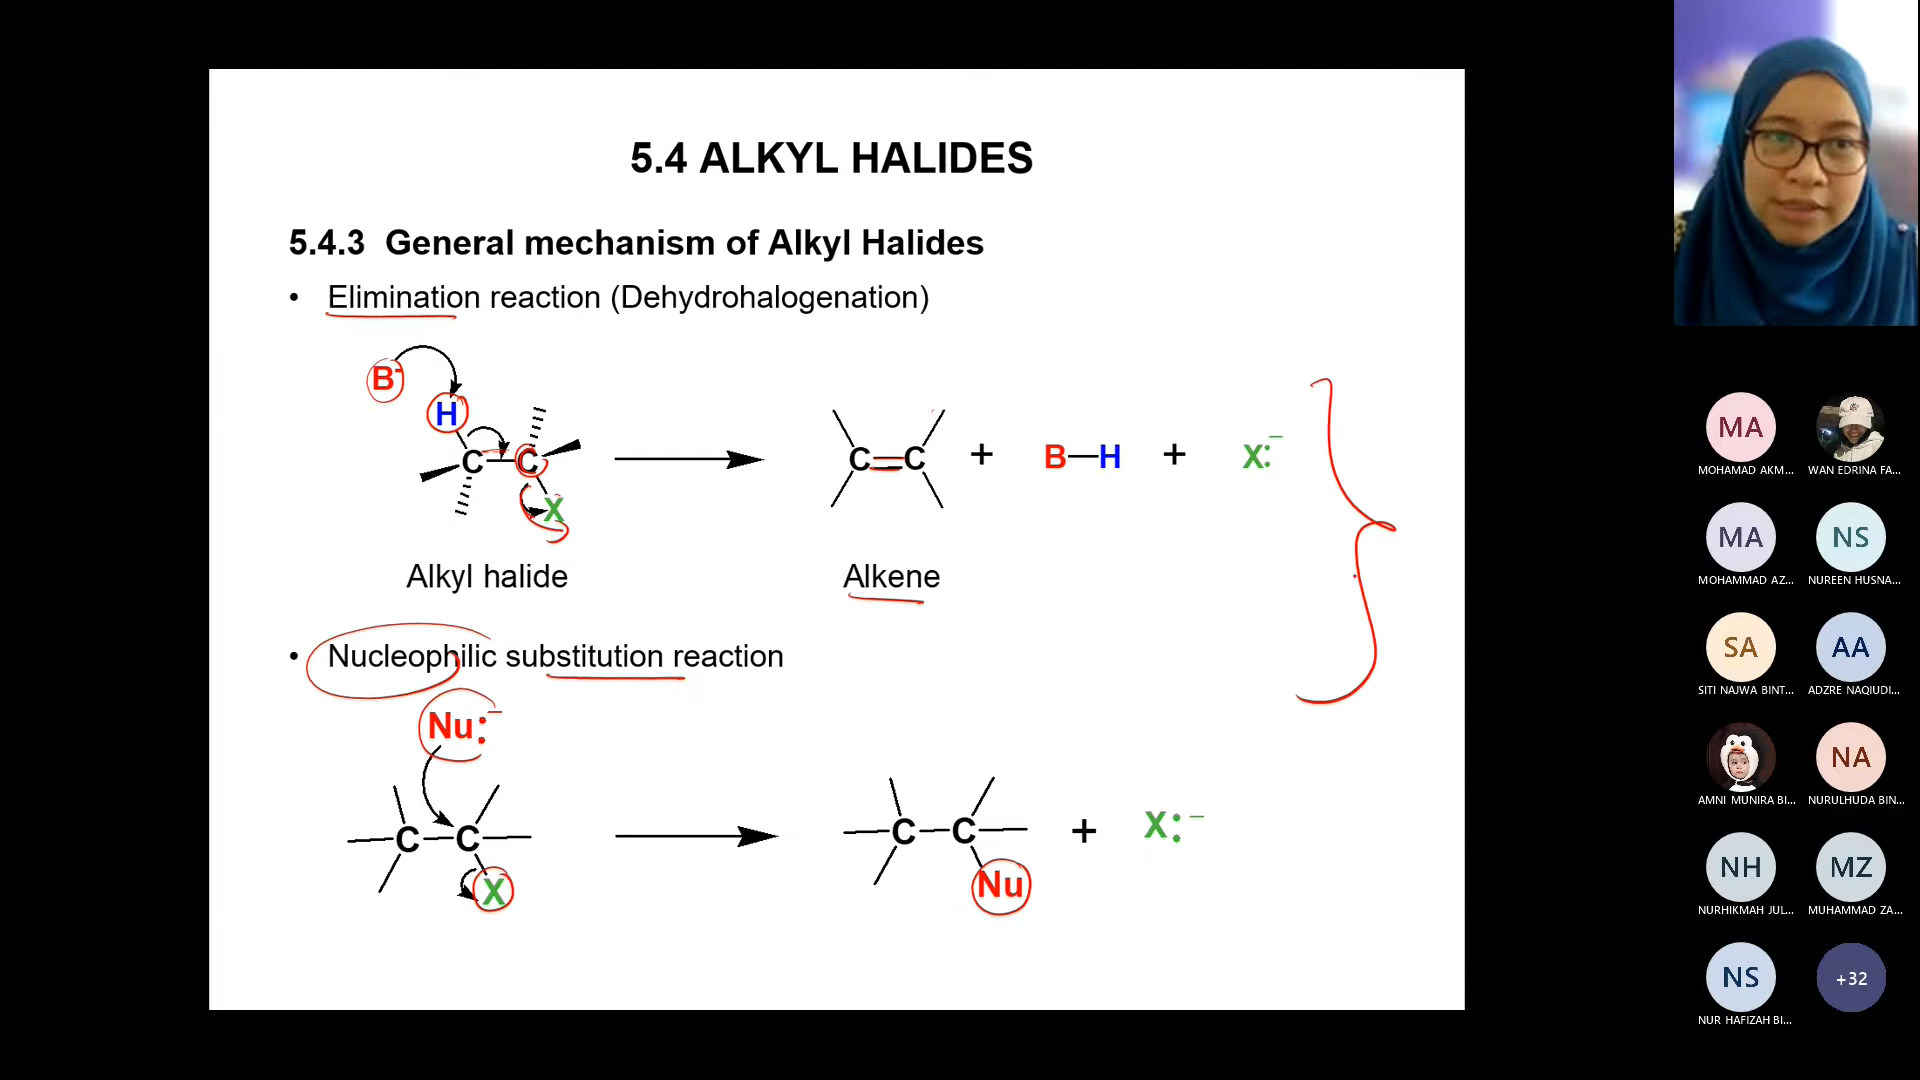 5.4 ALKYL HALIDES
5.4.3 General mechanism of Alkyl Halides
• Elimination reaction (Dehydrohalogenation)
B-
H
C C
X
C C + B H + X:–
Alkyl halide
Alkene
• Nucleophilic substitution reaction
Nu:–
C C
X
C C + X:–
Nu
MA
MOHAMAD AKM...
WAN EDRINA FA...
MA
NS
MOHAMMAD AZ...
NUREEN HUSNA...
SA
AA
SITI NAJWA BINT...
ADZRE NAQIUDI...
NA
AMNI MUNIRA BI...
NURULHUDA BIN...
NH
MZ
NURHIKMAH JUL...
MUHAMMAD ZA...
NS
+32
NUR HAFIZAH BI...